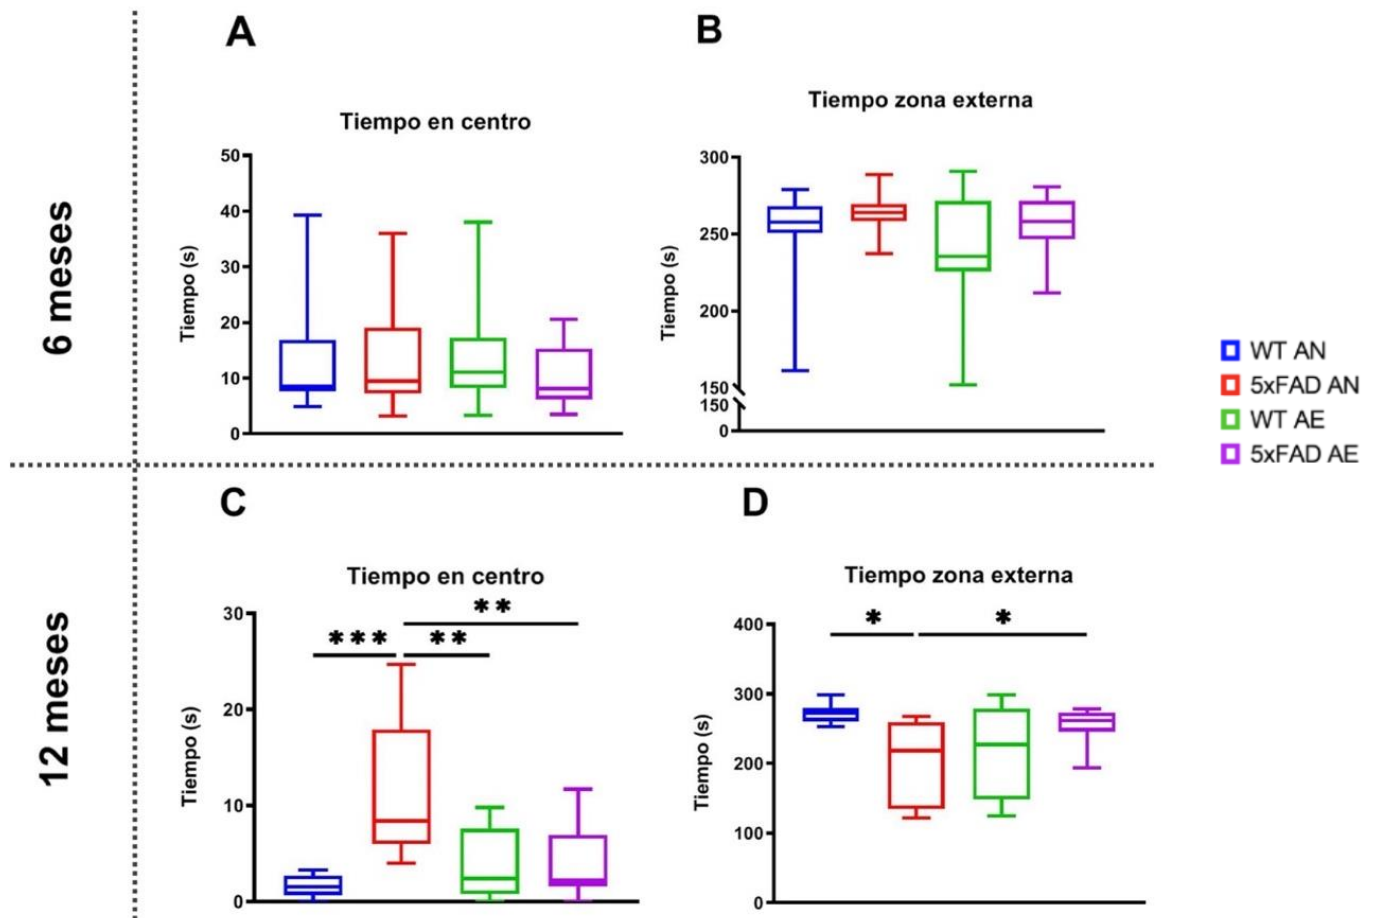 A
B
6 meses
Tiempo en centro
50
40
30
20
10
0
Tiempo (s)
Tiempo zona externa
300
250
200
150
150
0
Tiempo (s)
WT AN
5xFAD AN
WT AE
5xFAD AE
C
D
12 meses
Tiempo en centro
30
20
10
0
Tiempo (s)
**
*** **
Tiempo zona externa
400
300
200
100
0
Tiempo (s)
* *